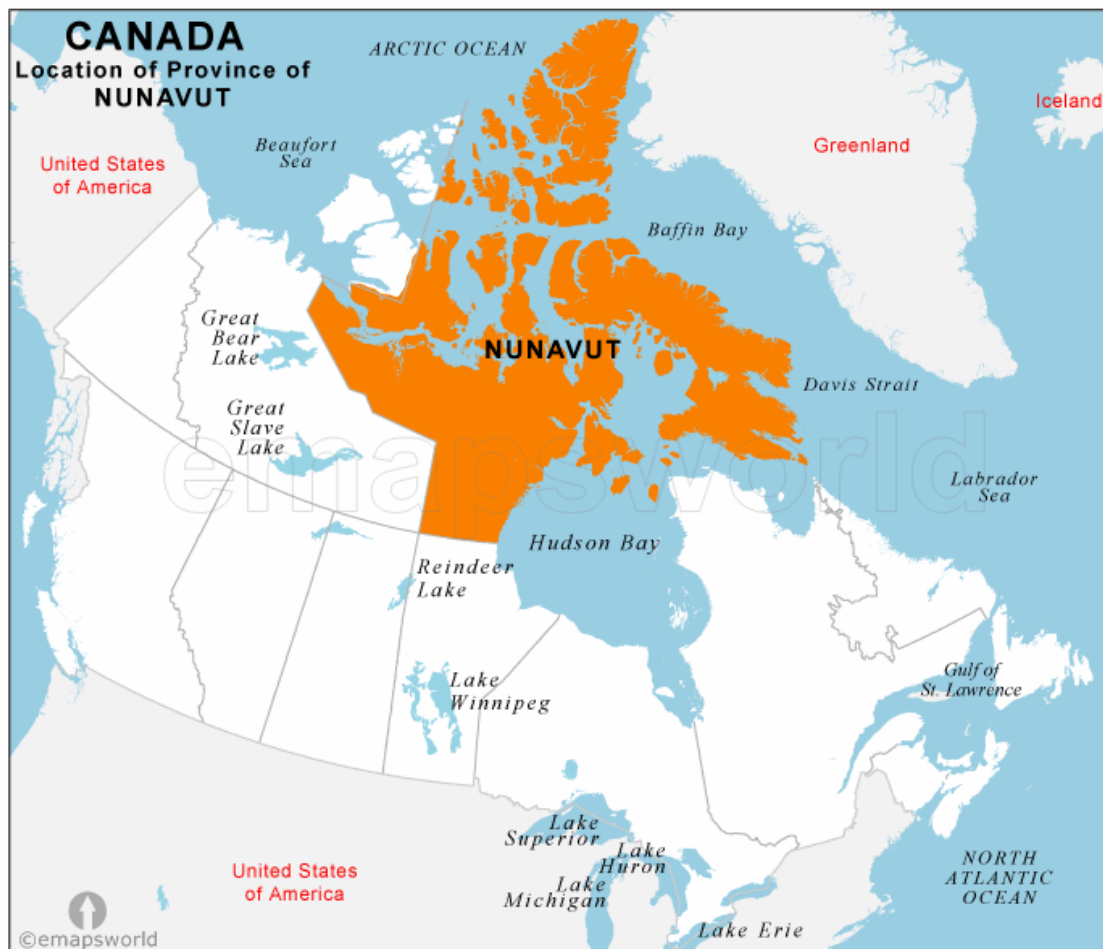 CANADA
Location of Province of
NUNAVUT
ARCTIC OCEAN
Iceland
Beaufort
Sea
Greenland
United States
of America
Baffin Bay
Great
Bear
Lake
NUNAVUT
Davis Strait
Great
Slave
Lake
emapsworld
Labrador
Sea
Hudson Bay
Reindeer
Lake
Gulf of
St. Lawrence
Lake
Winnipeg
Lake
Superior
Lake
Huron
Lake
Michigan
United States
of America
NORTH
ATLANTIC
OCEAN
Lake Erie
©emapsworld